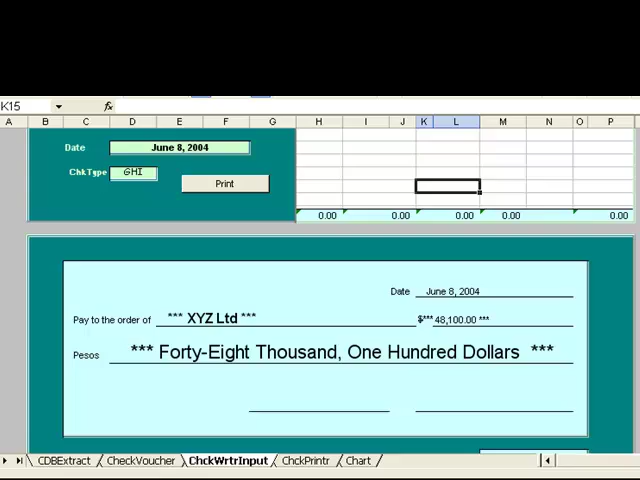 K15 fx
A B C D E F G H I J K L M N O P
Date June 8, 2004
ChkType GHI
Print
0.00 0.00 0.00 0.00 0.00
Date June 8, 2004
Pay to the order of *** XYZ Ltd *** $*** 48,100.00 ***
Pesos *** Forty-Eight Thousand, One Hundred Dollars ***
CDBExtract CheckVoucher ChckWrtrInput ChckPrintr Chart